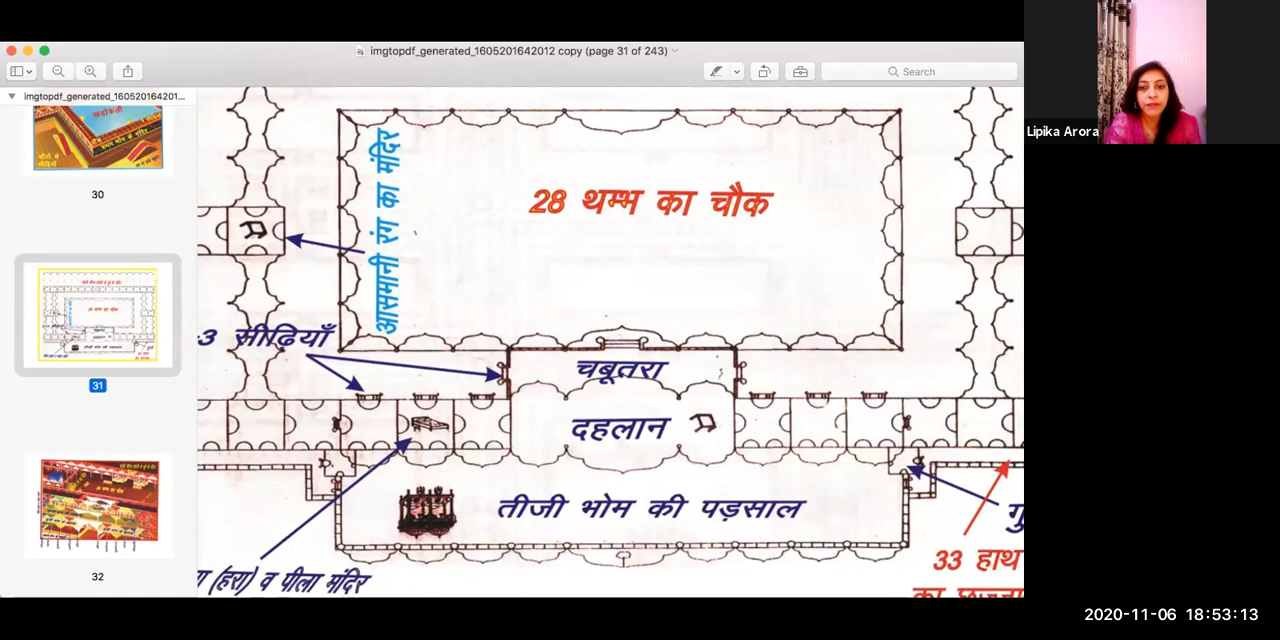 imgtopdf_generated_1605201642012 copy (page 31 of 243)
Search
imgtopdf_generated_160520164201...
30
31
32
28 थम्भ का चौक
आसमानी रंग का मंदिर
3 सीढ़ियाँ
चबूतरा
दहलान
तीजी भोम की पड़साल
(हरा) व पीला मंदिर
33 हाथ
Lipika Arora
2020-11-06 18:53:13